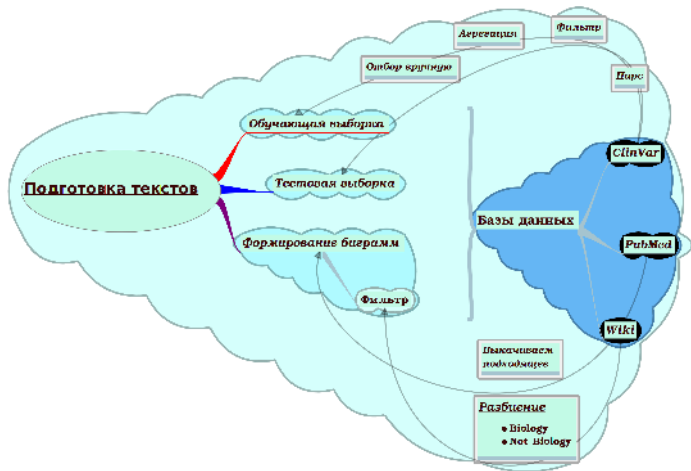 Агрегация
Фильтр
Отбор вручную
Парс
Обучающая выборка
ClinVar
Подготовка текстов
Тестовая выборка
Базы данных
Формирование биграмм
PubMed
Фильтр
Wiki
Выкачиваем
подходящее
Разбиение
• Biology
• Not Biology